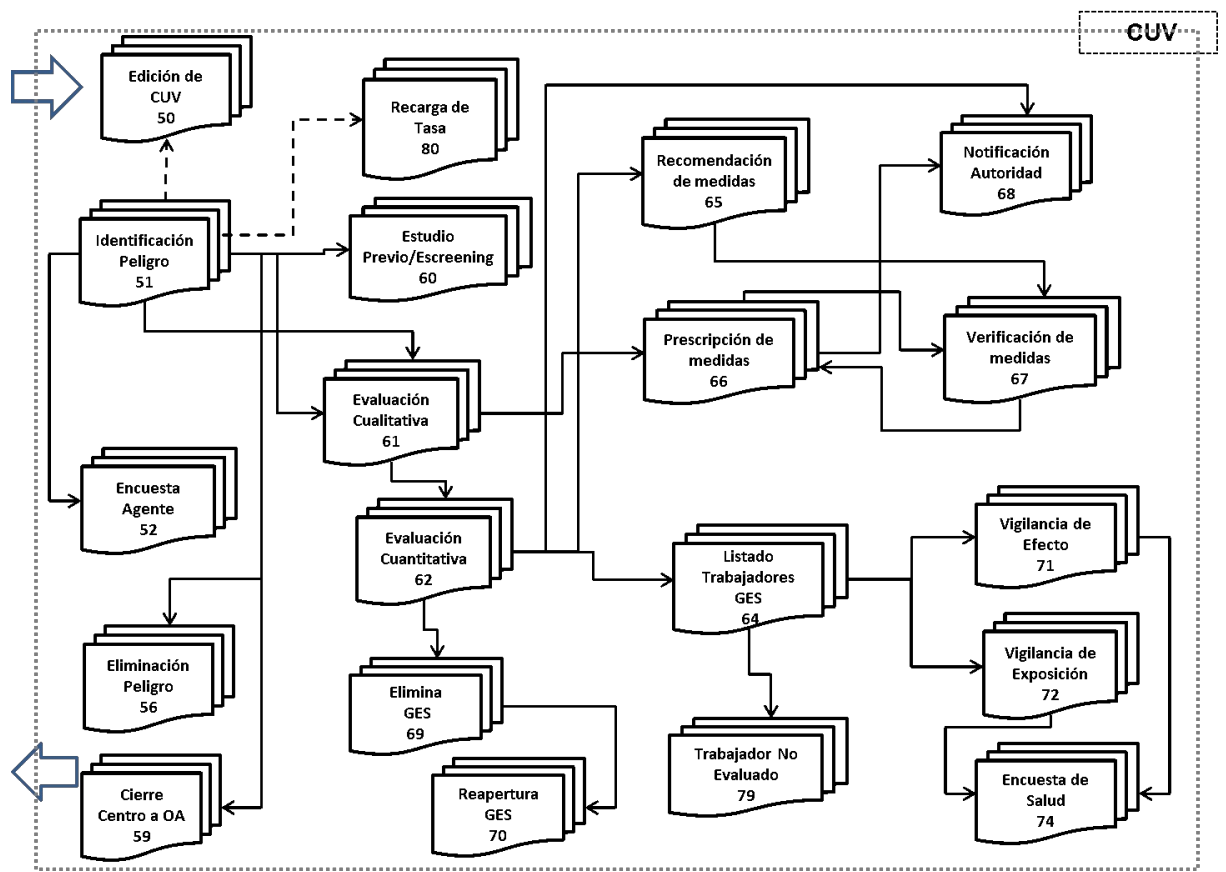 CUV
Edición de
CUV
50
Recarga de
Tasa
80
Recomendación
de medidas
65
Notificación
Autoridad
68
Identificación
Peligro
51
Estudio
Previo/Escreening
60
Prescripción de
medidas
66
Verificación de
medidas
67
Evaluación
Cualitativa
61
Encuesta
Agente
52
Evaluación
Cuantitativa
62
Listado
Trabajadores
GES
64
Vigilancia de
Efecto
71
Eliminación
Peligro
56
Elimina
GES
69
Vigilancia de
Exposición
72
Cierre
Centro a OA
59
Reapertura
GES
70
Trabajador No
Evaluado
79
Encuesta de
Salud
74